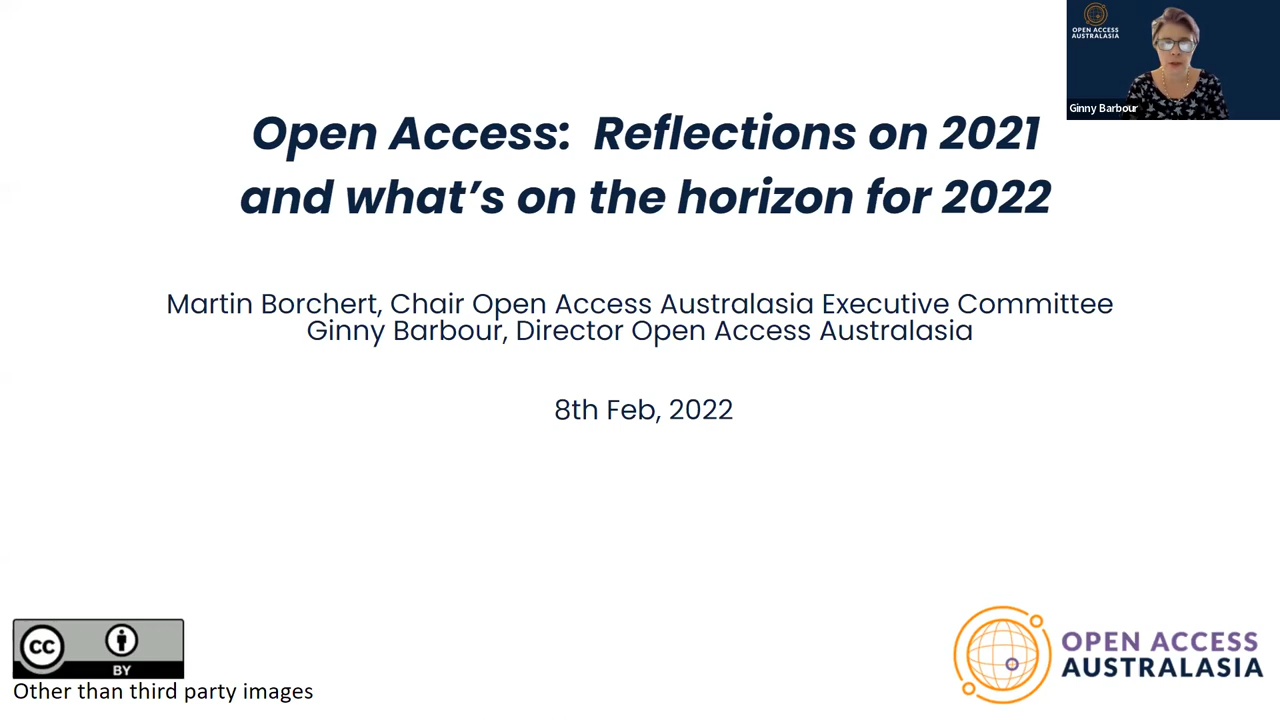 OPEN ACCESS
AUSTRALASIA
Ginny Barbour
Open Access: Reflections on 2021
and what's on the horizon for 2022
Martin Borchert, Chair Open Access Australasia Executive Committee
Ginny Barbour, Director Open Access Australasia
8th Feb, 2022
CC
BY
Other than third party images
OPEN ACCESS
AUSTRALASIA